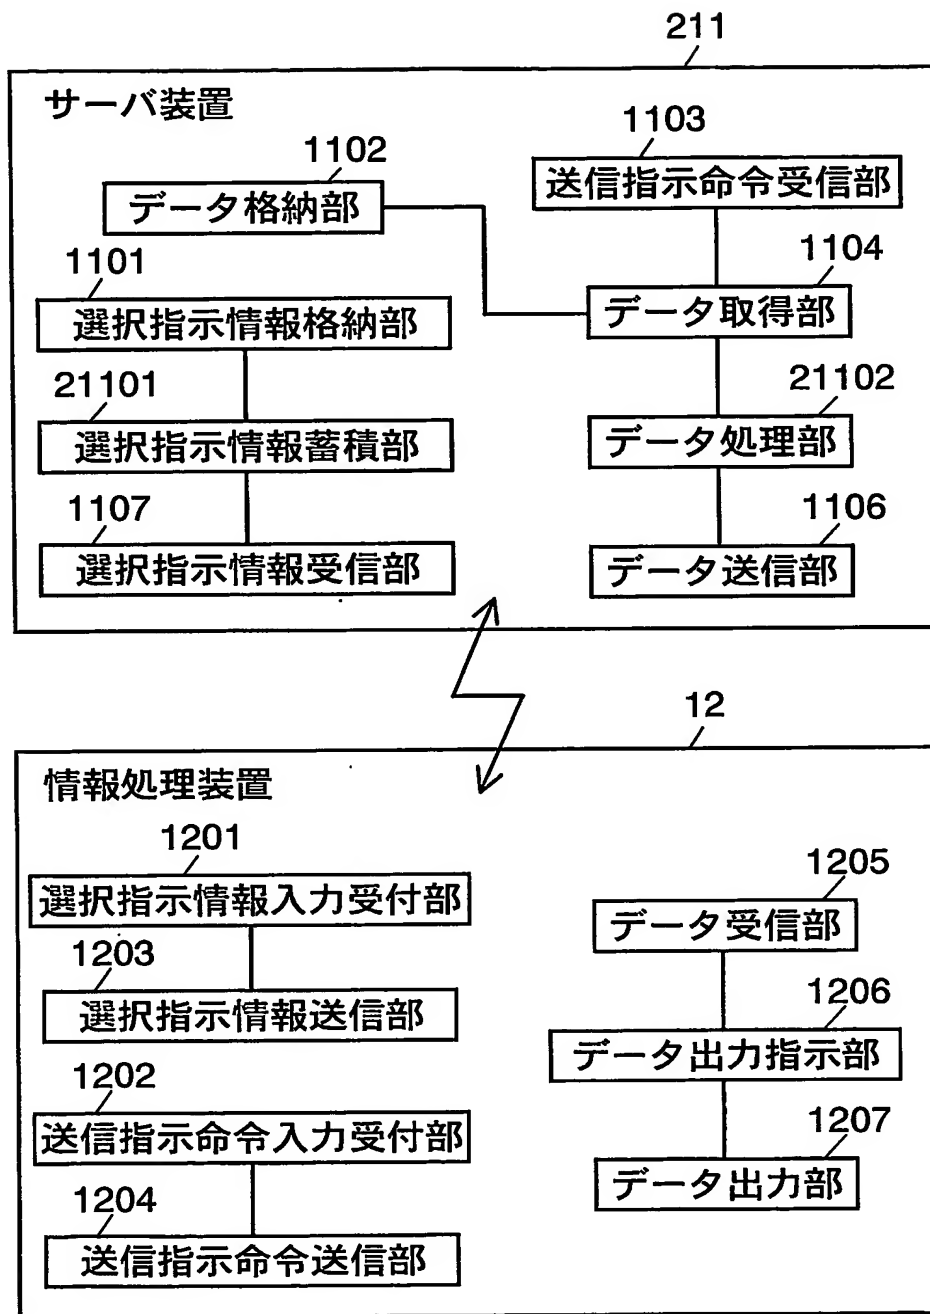 211
サーバ装置
1103
1102
送信指示命令受信部
データ格納部
1101
1104
選択指示情報格納部
データ取得部
21101
21102
選択指示情報蓄積部
データ処理部
1107
1106
選択指示情報受信部
データ送信部
12
情報処理装置
1201
1205
選択指示情報入力受付部
データ受信部
1203
1206
選択指示情報送信部
データ出力指示部
1202
1207
送信指示命令入力受付部
データ出力部
1204
送信指示命令送信部